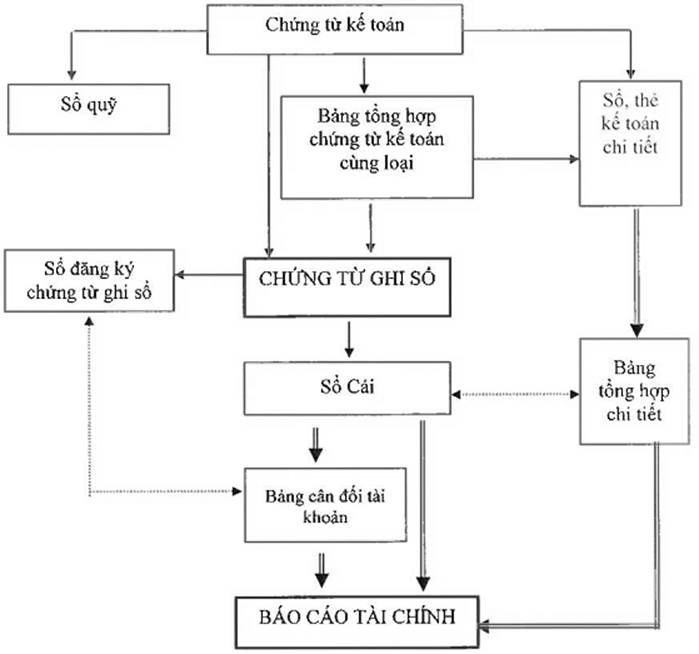 Chứng từ kế toán
Sổ quỹ
Bảng tổng hợp
chứng từ kế toán
cùng loại
Sổ, thẻ
kế toán
chi tiết
Sổ đăng ký
chứng từ ghi sổ
CHỨNG TỪ GHI SỔ
Sổ Cái
Bảng
tổng hợp
chi tiết
Bảng cân đối tài
khoản
BÁO CÁO TÀI CHÍNH